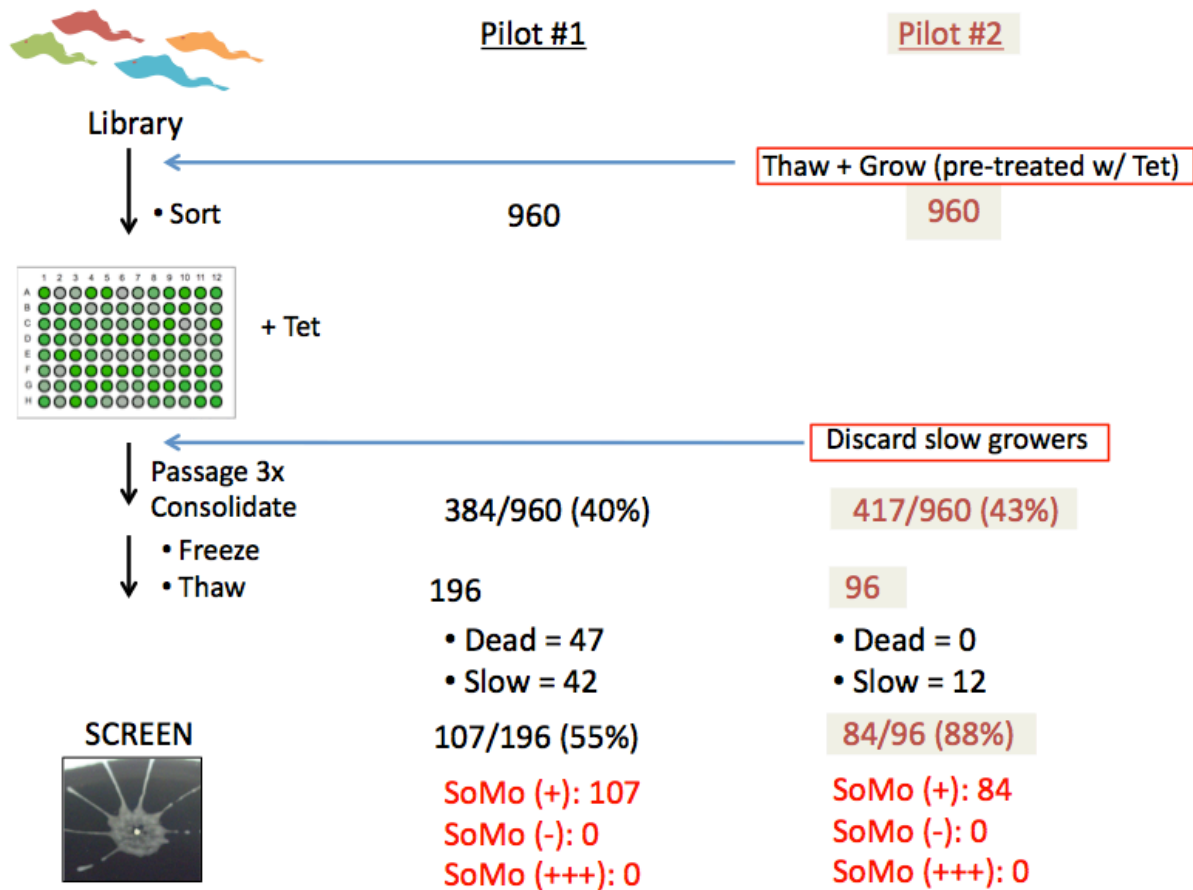 Pilot #1
Pilot #2
Library
Thaw + Grow (pre-treated w/ Tet)
• Sort
960
960
1 2 3 4 5 6 7 8 9 10 11 12
A
B
C
D
E
F
G
H
+ Tet
Discard slow growers
Passage 3x
Consolidate
384/960 (40%)
417/960 (43%)
• Freeze
• Thaw
196
96
• Dead = 47
• Dead = 0
• Slow = 42
• Slow = 12
SCREEN
107/196 (55%)
84/96 (88%)
SoMo (+): 107
SoMo (+): 84
SoMo (-): 0
SoMo (-): 0
SoMo (+++): 0
SoMo (+++): 0